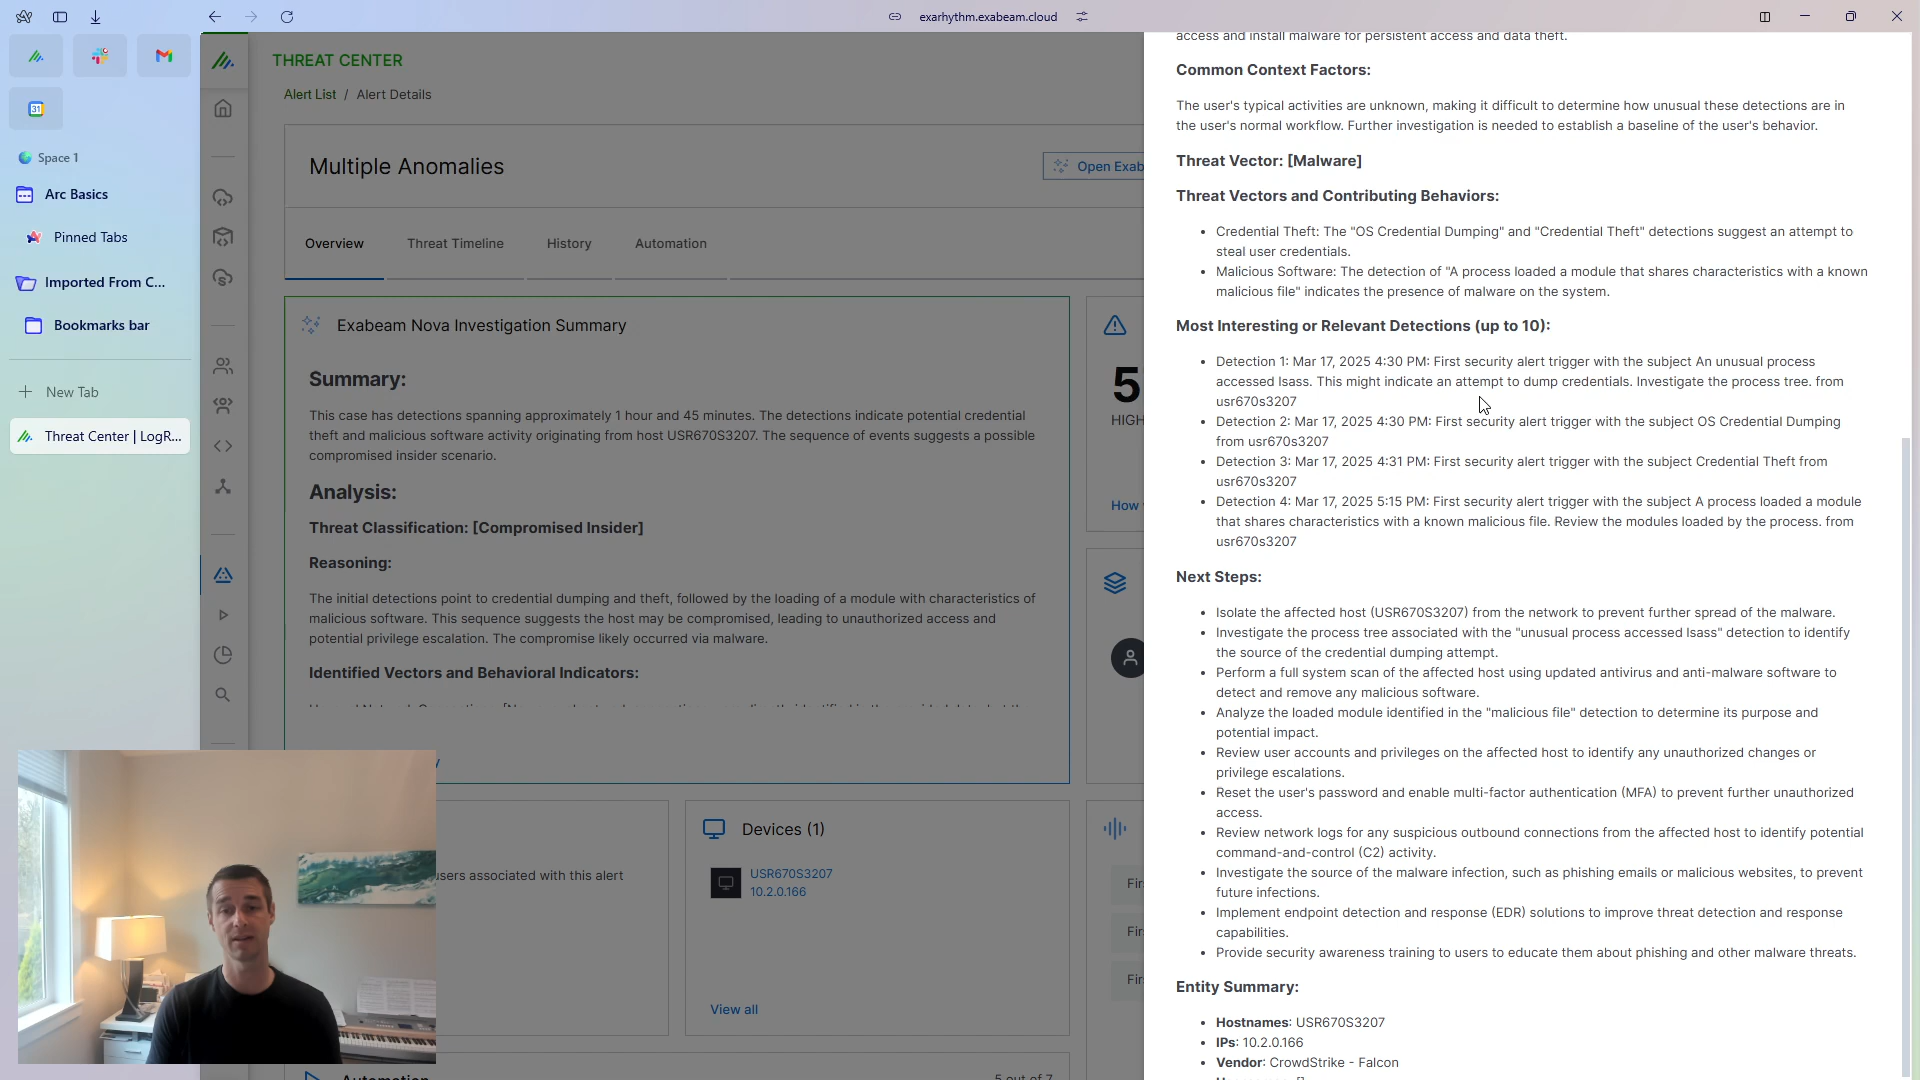 exarhythm.exabeam.cloud
31
Space 1
Arc Basics
Pinned Tabs
Imported From C...
Bookmarks bar
New Tab
Threat Center | LogR...
THREAT CENTER
Alert List / Alert Details
Multiple Anomalies
Open Exab
Overview
Threat Timeline
History
Automation
Exabeam Nova Investigation Summary
Summary:
This case has detections spanning approximately 1 hour and 45 minutes. The detections indicate potential credential
theft and malicious software activity originating from host USR670S3207. The sequence of events suggests a possible
compromised insider scenario.
Analysis:
Threat Classification: [Compromised Insider]
Reasoning:
The initial detections point to credential dumping and theft, followed by the loading of a module with characteristics of
malicious software. This sequence suggests the host may be compromised, leading to unauthorized access and
potential privilege escalation. The compromise likely occurred via malware.
Identified Vectors and Behavioral Indicators:
5
HIGH
How
users associated with this alert
Devices (1)
USR670S3207
10.2.0.166
View all
Fir
Fir
Fir
Automation
5 out of 7
access and install malware for persistent access and data theft.
Common Context Factors:
The user's typical activities are unknown, making it difficult to determine how unusual these detections are in
the user's normal workflow. Further investigation is needed to establish a baseline of the user's behavior.
Threat Vector: [Malware]
Threat Vectors and Contributing Behaviors:
• Credential Theft: The "OS Credential Dumping" and "Credential Theft" detections suggest an attempt to
steal user credentials.
• Malicious Software: The detection of "A process loaded a module that shares characteristics with a known
malicious file" indicates the presence of malware on the system.
Most Interesting or Relevant Detections (up to 10):
• Detection 1: Mar 17, 2025 4:30 PM: First security alert trigger with the subject An unusual process
accessed lsass. This might indicate an attempt to dump credentials. Investigate the process tree. from
usr670s3207
• Detection 2: Mar 17, 2025 4:30 PM: First security alert trigger with the subject OS Credential Dumping
from usr670s3207
• Detection 3: Mar 17, 2025 4:31 PM: First security alert trigger with the subject Credential Theft from
usr670s3207
• Detection 4: Mar 17, 2025 5:15 PM: First security alert trigger with the subject A process loaded a module
that shares characteristics with a known malicious file. Review the modules loaded by the process. from
usr670s3207
Next Steps:
• Isolate the affected host (USR670S3207) from the network to prevent further spread of the malware.
• Investigate the process tree associated with the "unusual process accessed lsass" detection to identify
the source of the credential dumping attempt.
• Perform a full system scan of the affected host using updated antivirus and anti-malware software to
detect and remove any malicious software.
• Analyze the loaded module identified in the "malicious file" detection to determine its purpose and
potential impact.
• Review user accounts and privileges on the affected host to identify any unauthorized changes or
privilege escalations.
• Reset the user's password and enable multi-factor authentication (MFA) to prevent further unauthorized
access.
• Review network logs for any suspicious outbound connections from the affected host to identify potential
command-and-control (C2) activity.
• Investigate the source of the malware infection, such as phishing emails or malicious websites, to prevent
future infections.
• Implement endpoint detection and response (EDR) solutions to improve threat detection and response
capabilities.
• Provide security awareness training to users to educate them about phishing and other malware threats.
Entity Summary:
• Hostnames: USR670S3207
• IPs: 10.2.0.166
• Vendor: CrowdStrike - Falcon